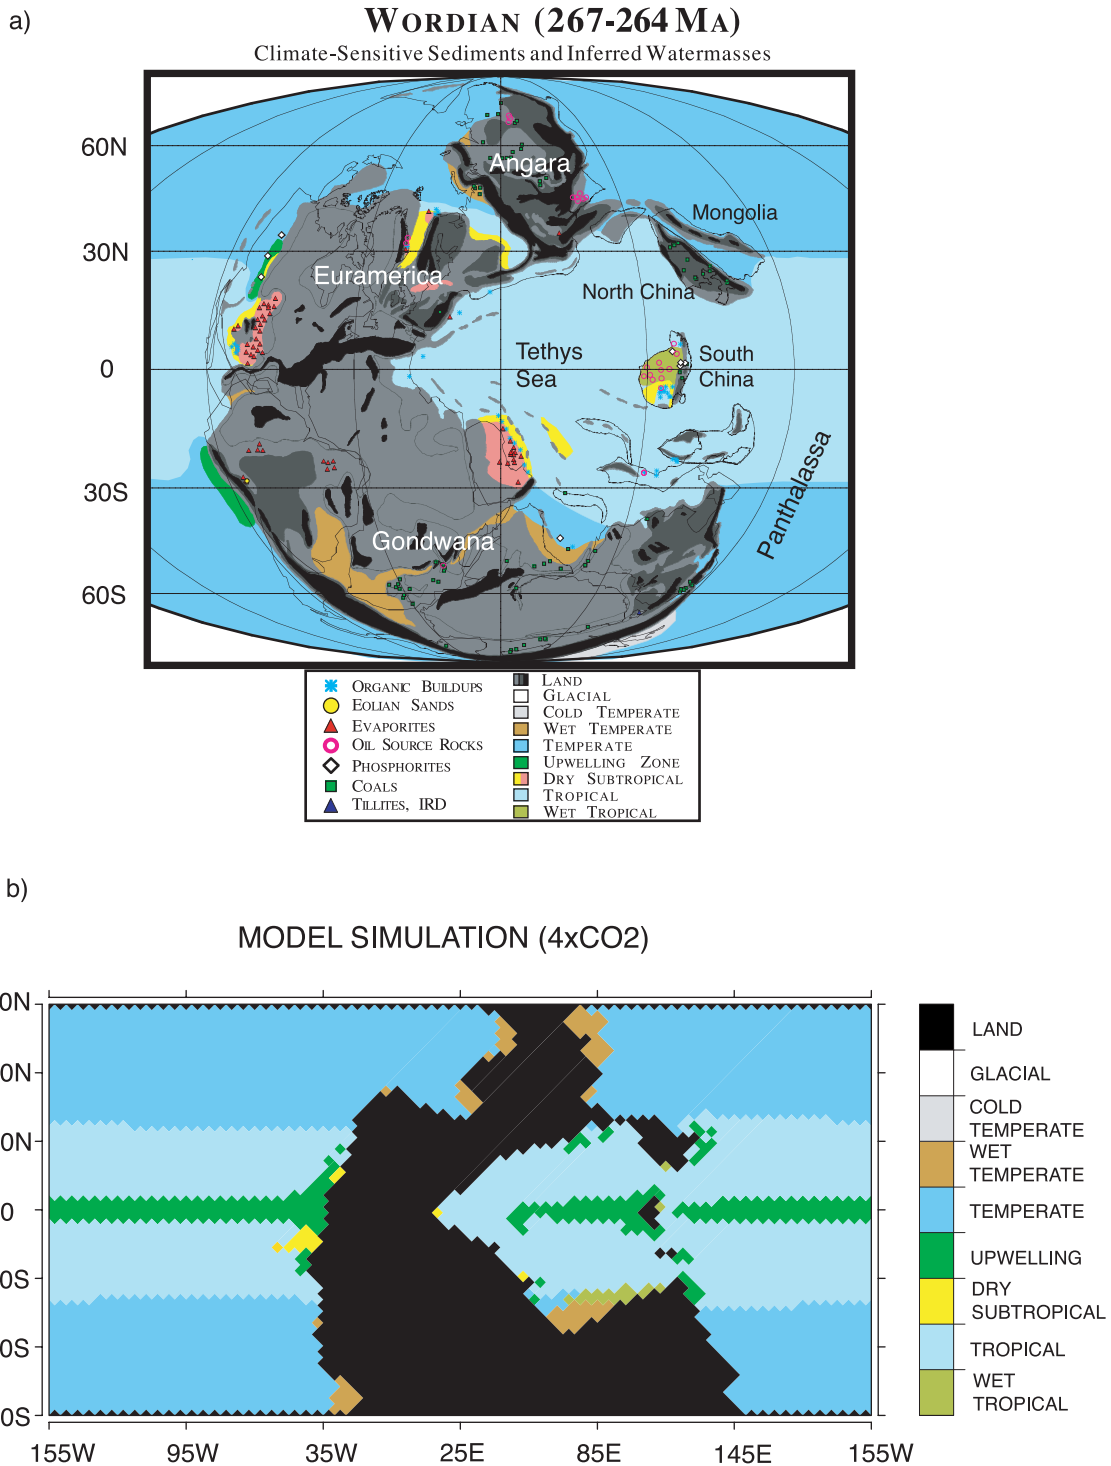 a)
WORDIAN (267-264 MA)
CLIMATE-SENSITIVE SEDIMENTS AND INFERRED WATERMASSES
60N
30N
0
30S
60S
Angara
Mongolia
Euramerica
North China
Tethys
Sea
South
China
Gondwana
Panthalassa
ORGANIC BUILDUPS
EOLIAN SANDS
EVAPORITES
OIL SOURCE ROCKS
PHOSPHORITES
COALS
TILLITES, IRD
LAND
GLACIAL
COLD TEMPERATE
WET TEMPERATE
TEMPERATE
UPWELLING ZONE
DRY SUBTROPICAL
TROPICAL
WET TROPICAL
b)
MODEL SIMULATION (4xCO2)
0N
0N
0N
0
0S
0S
0S
155W
95W
35W
25E
85E
145E
155W
LAND
GLACIAL
COLD
TEMPERATE
WET
TEMPERATE
TEMPERATE
UPWELLING
DRY
SUBTROPICAL
TROPICAL
WET
TROPICAL